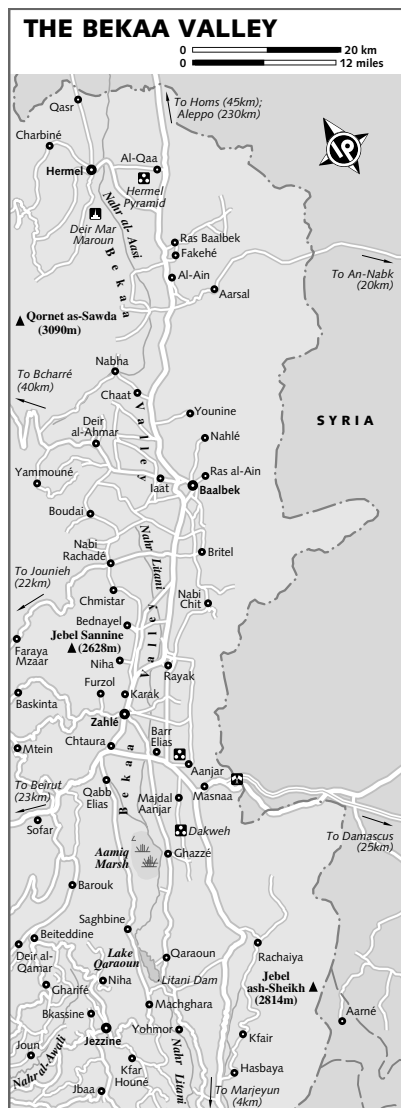 THE BEKAA VALLEY
0 20 km
0 12 miles
To Homs (45km);
Aleppo (230km)
Qasr
Charbiné
Al-Qaa
Hermel
Hermel
Pyramid
Nahr al-Aasi
Deir Mar
Maroun
Bekaa
Ras Baalbek
Fakehé
Al-Ain
Aarsal
To An-Nabk
(20km)
Qornet as-Sawda
(3090m)
Nabha
To Bcharré
(40km)
Chaat
Valley
Younine
SYRIA
Deir
al-Ahmar
Nahlé
Yammouné
Iaat
Ras al-Ain
Baalbek
Boudai
Nahr Litani
Nabi
Rachadé
Britel
To Jounieh
(22km)
Chmistar
Nabi
Chit
Bednayel
Valley
Jebel Sannine
(2628m)
Faraya
Mzaar
Niha
Rayak
Furzol
Karak
Baskinta
Zahlé
Mtein
Chtaura
Barr
Elias
Bekaa
Aanjar
To Beirut
(23km)
Qabb
Elias
Majdal
Aanjar
Masnaa
Sofar
Dakweh
To Damascus
(25km)
Aamiq
Marsh
Ghazzé
Barouk
Saghbine
Beiteddine
Deir al-
Qamar
Lake
Qaraoun
Qaraoun
Rachaiya
Gharifé
Niha
Litani Dam
Jebel
ash-Sheikh
(2814m)
Machghara
Bkassine
Jezzine
Yohmor
Aarné
Joun
Nahr al-Awali
Kfar
Houné
Kfair
Nahr Litani
Hasbaya
Jbaa
To Marjeyun
(4km)